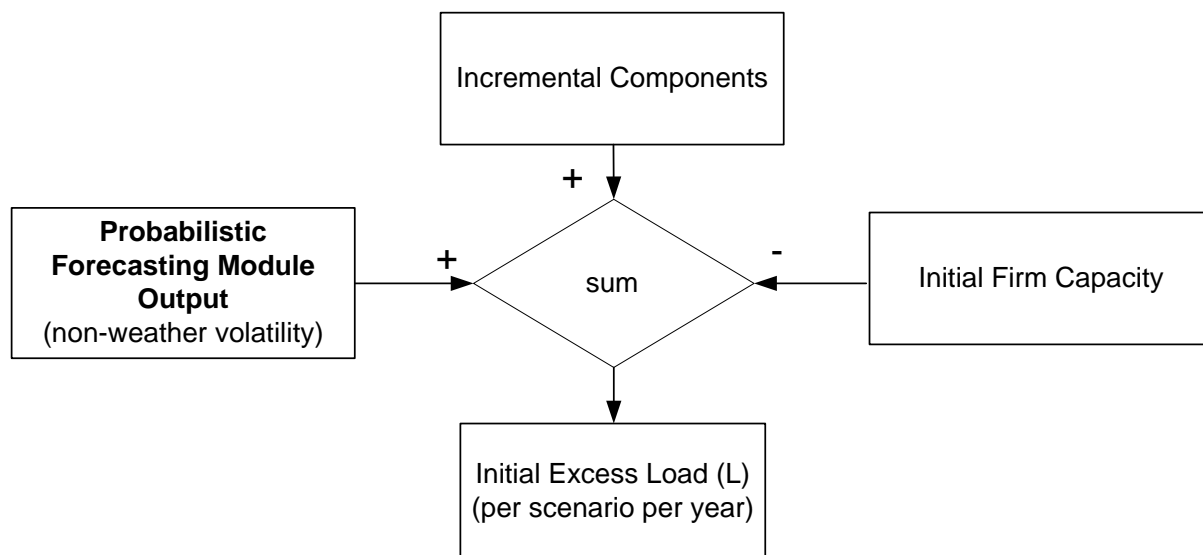 Incremental Components
+
Probabilistic
Forecasting Module
Output
(non-weather volatility)
+
sum
-
Initial Firm Capacity
Initial Excess Load (L)
(per scenario per year)